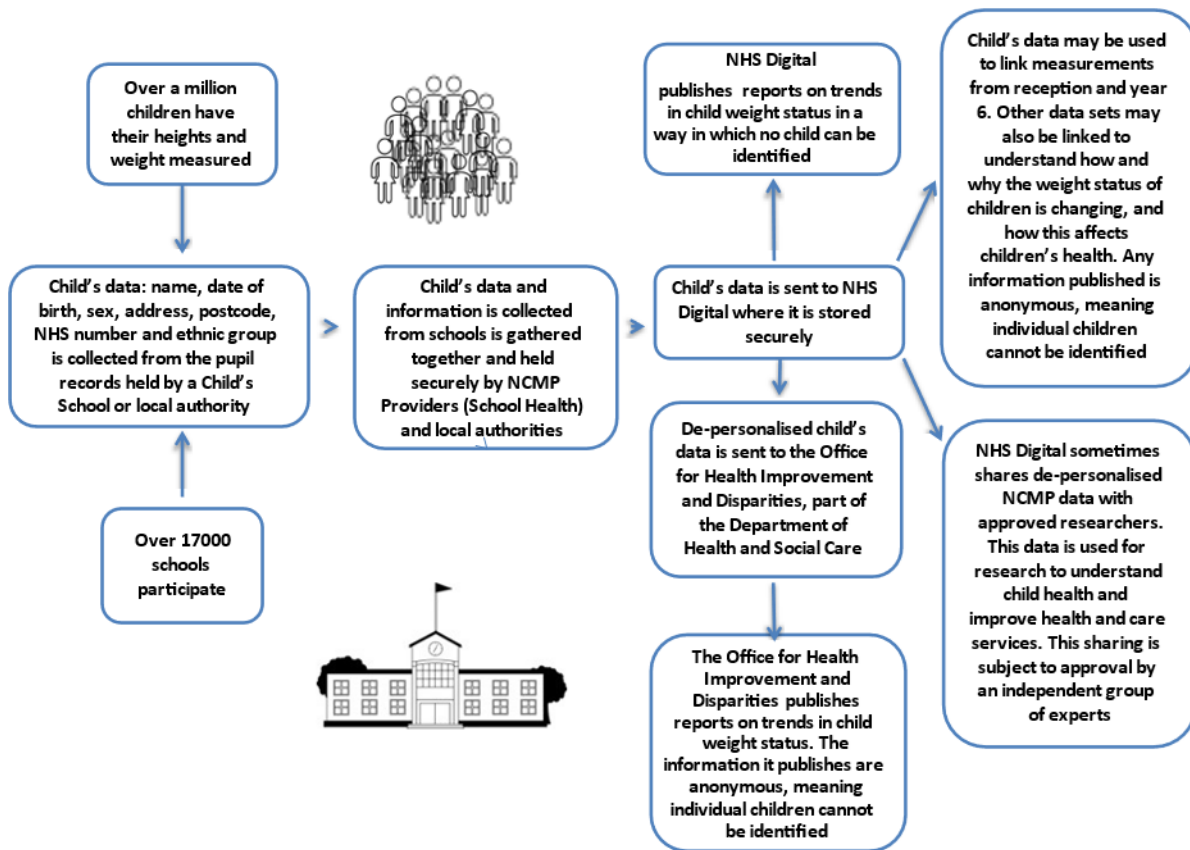 Over a million
children have
their heights and
weight measured
Child's data: name, date of
birth, sex, address, postcode,
NHS number and ethnic group
is collected from the pupil
records held by a Child's
School or local authority
Over 17000
schools
participate
Child's data and
information is collected
from schools is gathered
together and held
securely by NCMP
Providers (School Health)
and local authorities
NHS Digital
publishes reports on trends
in child weight status in a
way in which no child can be
identified
Child's data is sent to NHS
Digital where it is stored
securely
De-personalised child's
data is sent to the Office
for Health Improvement
and Disparities, part of
the Department of
Health and Social Care
The Office for Health
Improvement and
Disparities publishes
reports on trends in child
weight status. The
information it publishes are
anonymous, meaning
individual children cannot
be identified
Child's data may be used
to link measurements
from reception and year
6. Other data sets may
also be linked to
understand how and
why the weight status of
children is changing, and
how this affects
children's health. Any
information published is
anonymous, meaning
individual children
cannot be identified
NHS Digital sometimes
shares de-personalised
NCMP data with
approved researchers.
This data is used for
research to understand
child health and
improve health and care
services. This sharing is
subject to approval by
an independent group
of experts